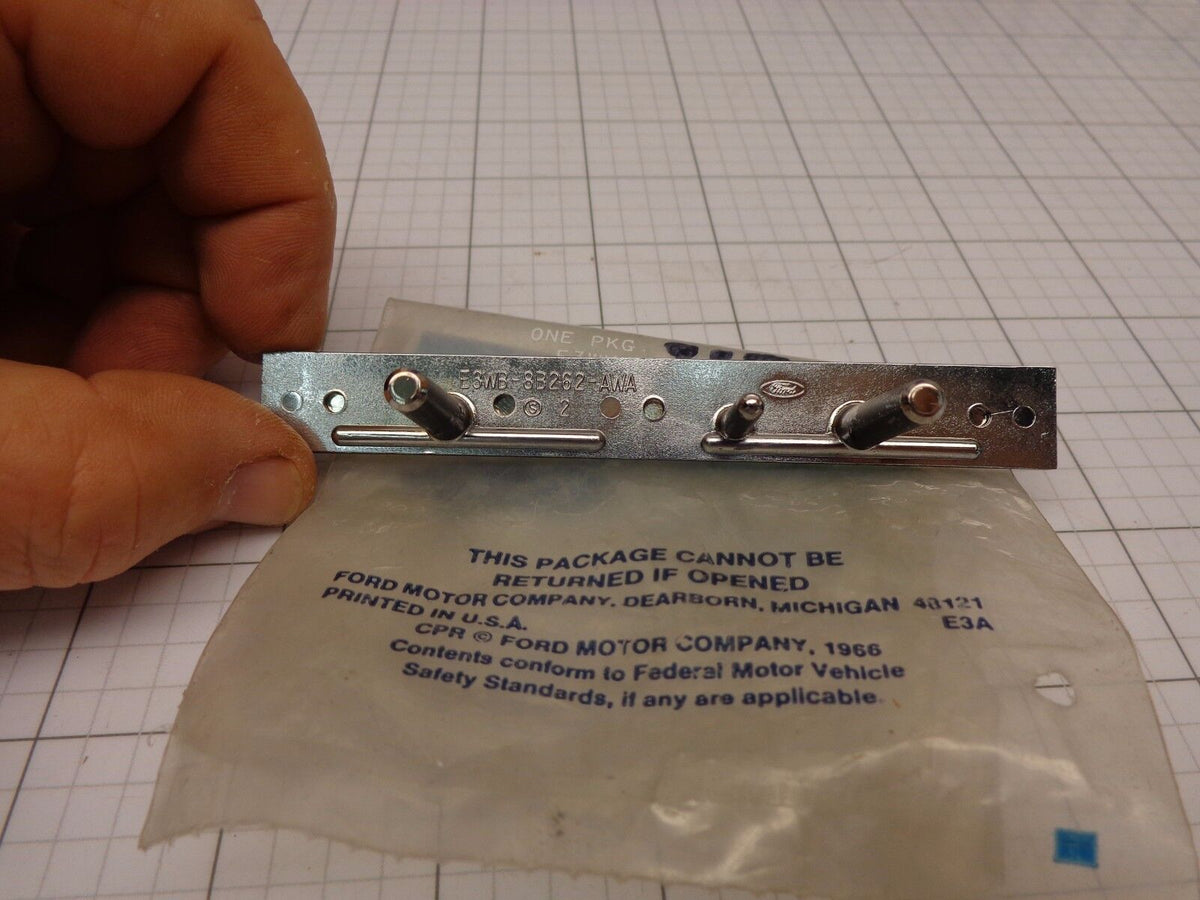 ONE PKG
E3WB-8B262-AWA
S 2
Ford
THIS PACKAGE CANNOT BE
RETURNED IF OPENED
FORD MOTOR COMPANY, DEARBORN, MICHIGAN 48121
PRINTED IN U.S.A.
E3A
CPR © FORD MOTOR COMPANY, 1966
Contents conform to Federal Motor Vehicle
Safety Standards, if any are applicable.